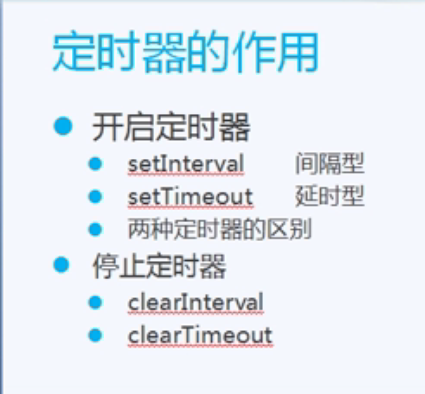 定时器的作用
开启定时器
setInterval 间隔型
setTimeout 延时型
两种定时器的区别
停止定时器
clearInterval
clearTimeout